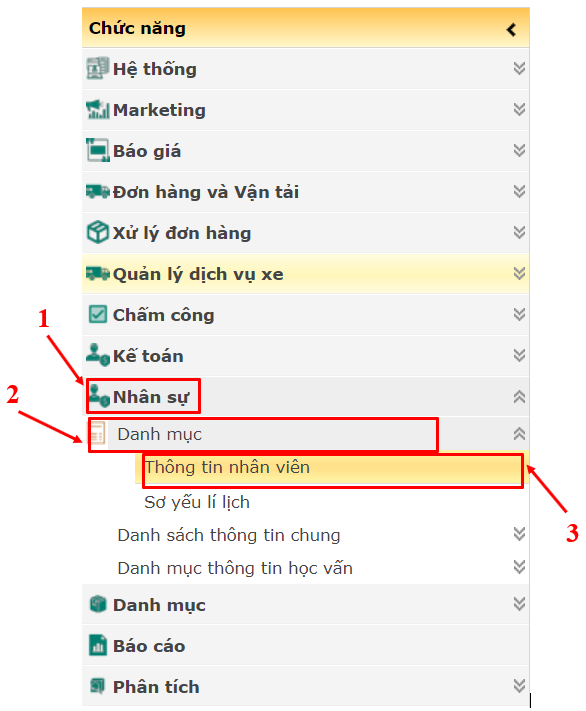 Chức năng
Hệ thống
Marketing
Báo giá
Đơn hàng và Vận tải
Xử lý đơn hàng
Quản lý dịch vụ xe
Chấm công
1
Kế toán
2
Nhân sự
Danh mục
Thông tin nhân viên
Sơ yếu lí lịch
3
Danh sách thông tin chung
Danh mục thông tin học vấn
Danh mục
Báo cáo
Phân tích